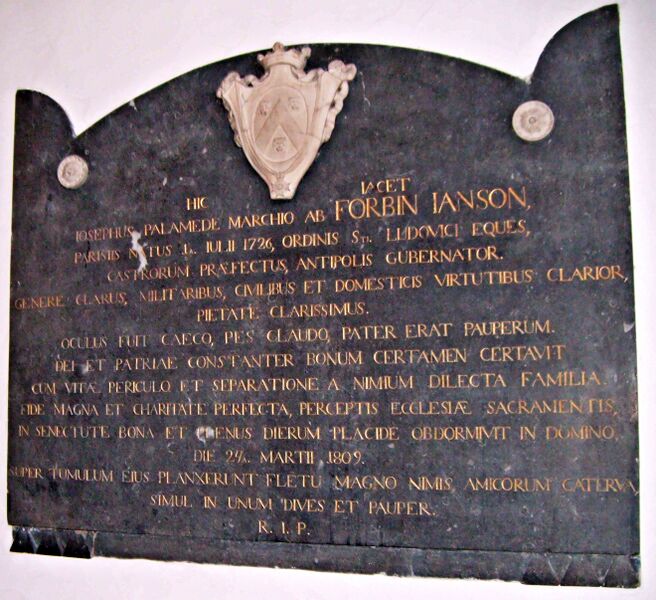 HIC IACET
IOSEPHUS PALAMEDE MARCHIO AB FORBIN IANSON,
PARISIIS NATUS IULII 1726, ORDINIS STI. LUDOVICI EQUES,
CASTRORUM PRÆFECTUS, ANTIPOLIS GUBERNATOR.
GENERE CLARUS, MILITARIBUS, CIVILIBUS ET DOMESTICIS VIRTUTIBUS CLARIOR,
PIETATE CLARISSIMUS.
OCULUS FUIT CAECO, PES CLAUDO, PATER ERAT PAUPERUM.
DEI ET PATRIAE CONSTANTER BONUM CERTAMEN CERTAVIT
CUM VITÆ PERICULO ET SEPARATIONE A NIMIUM DILECTA FAMILIA.
FIDE MAGNA ET CHARITATE PERFECTA, PERCEPTIS ECCLESIÆ SACRAMENTIS,
IN SENECTUTE BONA ET PLENUS DIERUM PLACIDE OBDORMIVIT IN DOMINO,
DIE MARTII 1809.
SUPER TUMULUM EIUS PLANXERUNT FLETU MAGNO NIMIS, AMICORUM CATERVA,
SIMUL IN UNUM DIVES ET PAUPER.
R. I. P.